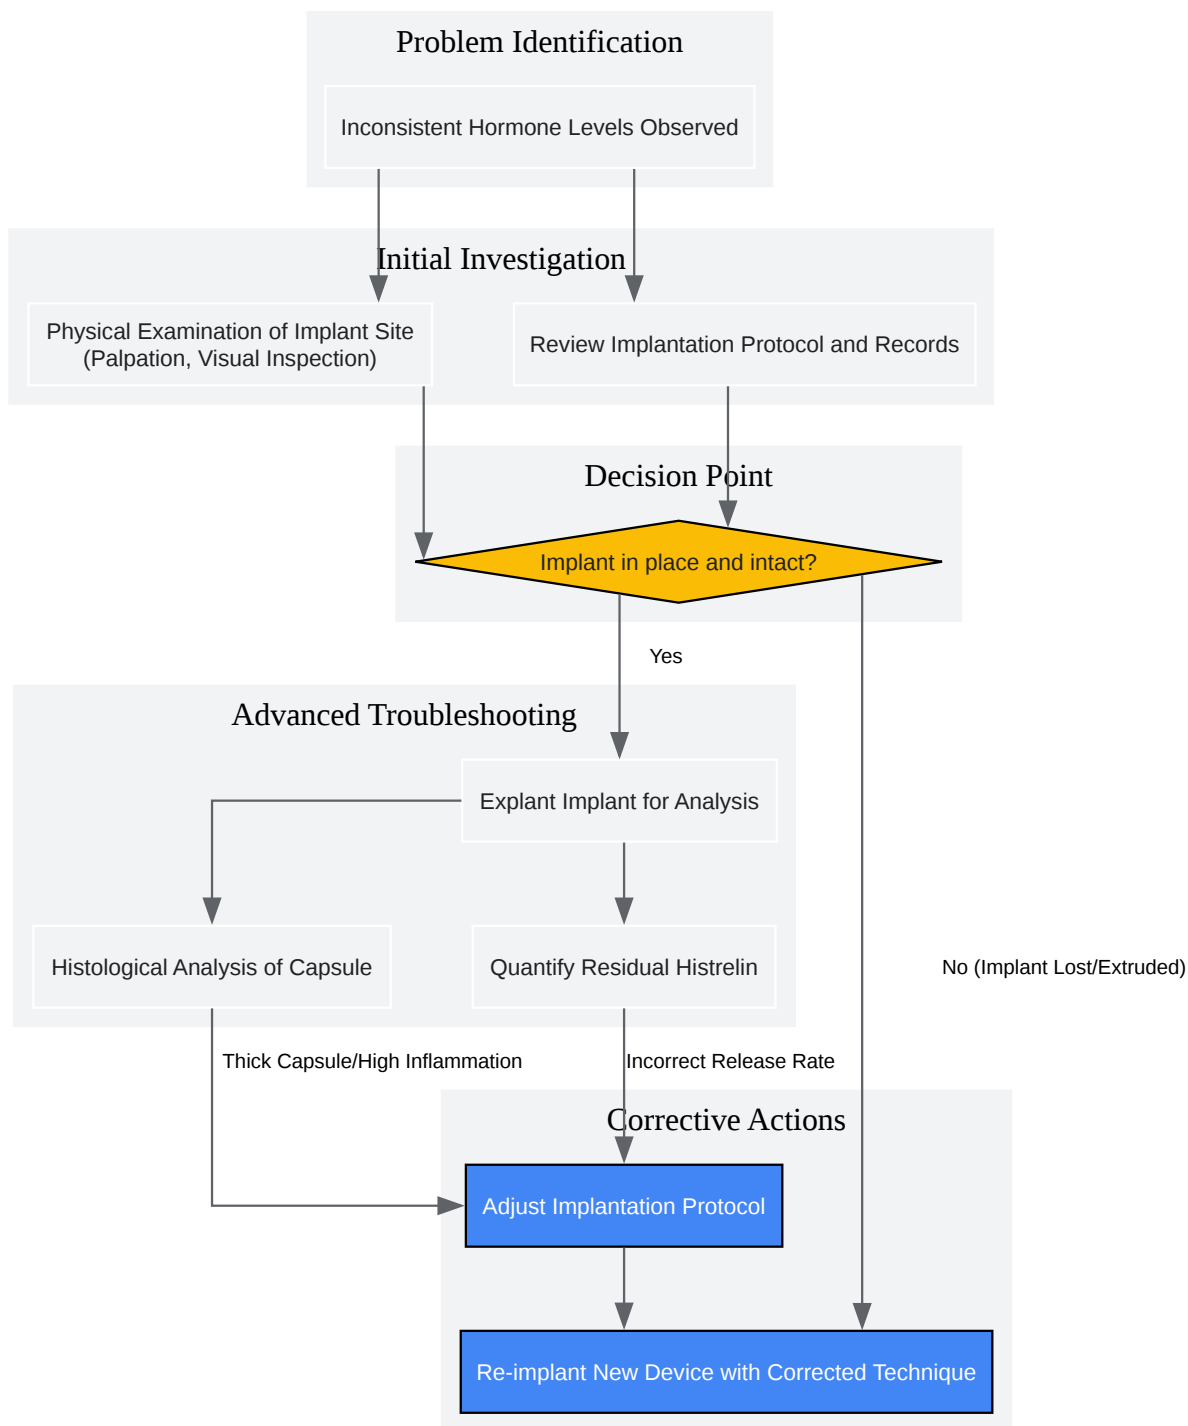 Problem Identification
Inconsistent Hormone Levels Observed
Initial Investigation
Physical Examination of Implant Site
(Palpation, Visual Inspection)
Review Implantation Protocol and Records
Decision Point
Implant in place and intact?
Yes
Advanced Troubleshooting
Explant Implant for Analysis
Histological Analysis of Capsule
Quantify Residual Histrelin
No (Implant Lost/Extruded)
Thick Capsule/High Inflammation
Incorrect Release Rate
Corrective Actions
Adjust Implantation Protocol
Re-implant New Device with Corrected Technique